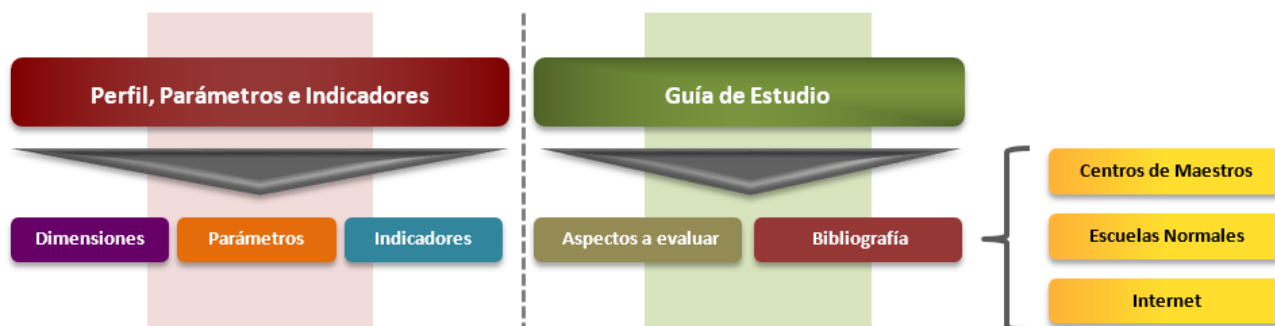 Perfil, Parámetros e Indicadores
Guía de Estudio
Dimensiones
Parámetros
Indicadores
Aspectos a evaluar
Bibliografía
Centros de Maestros
Escuelas Normales
Internet